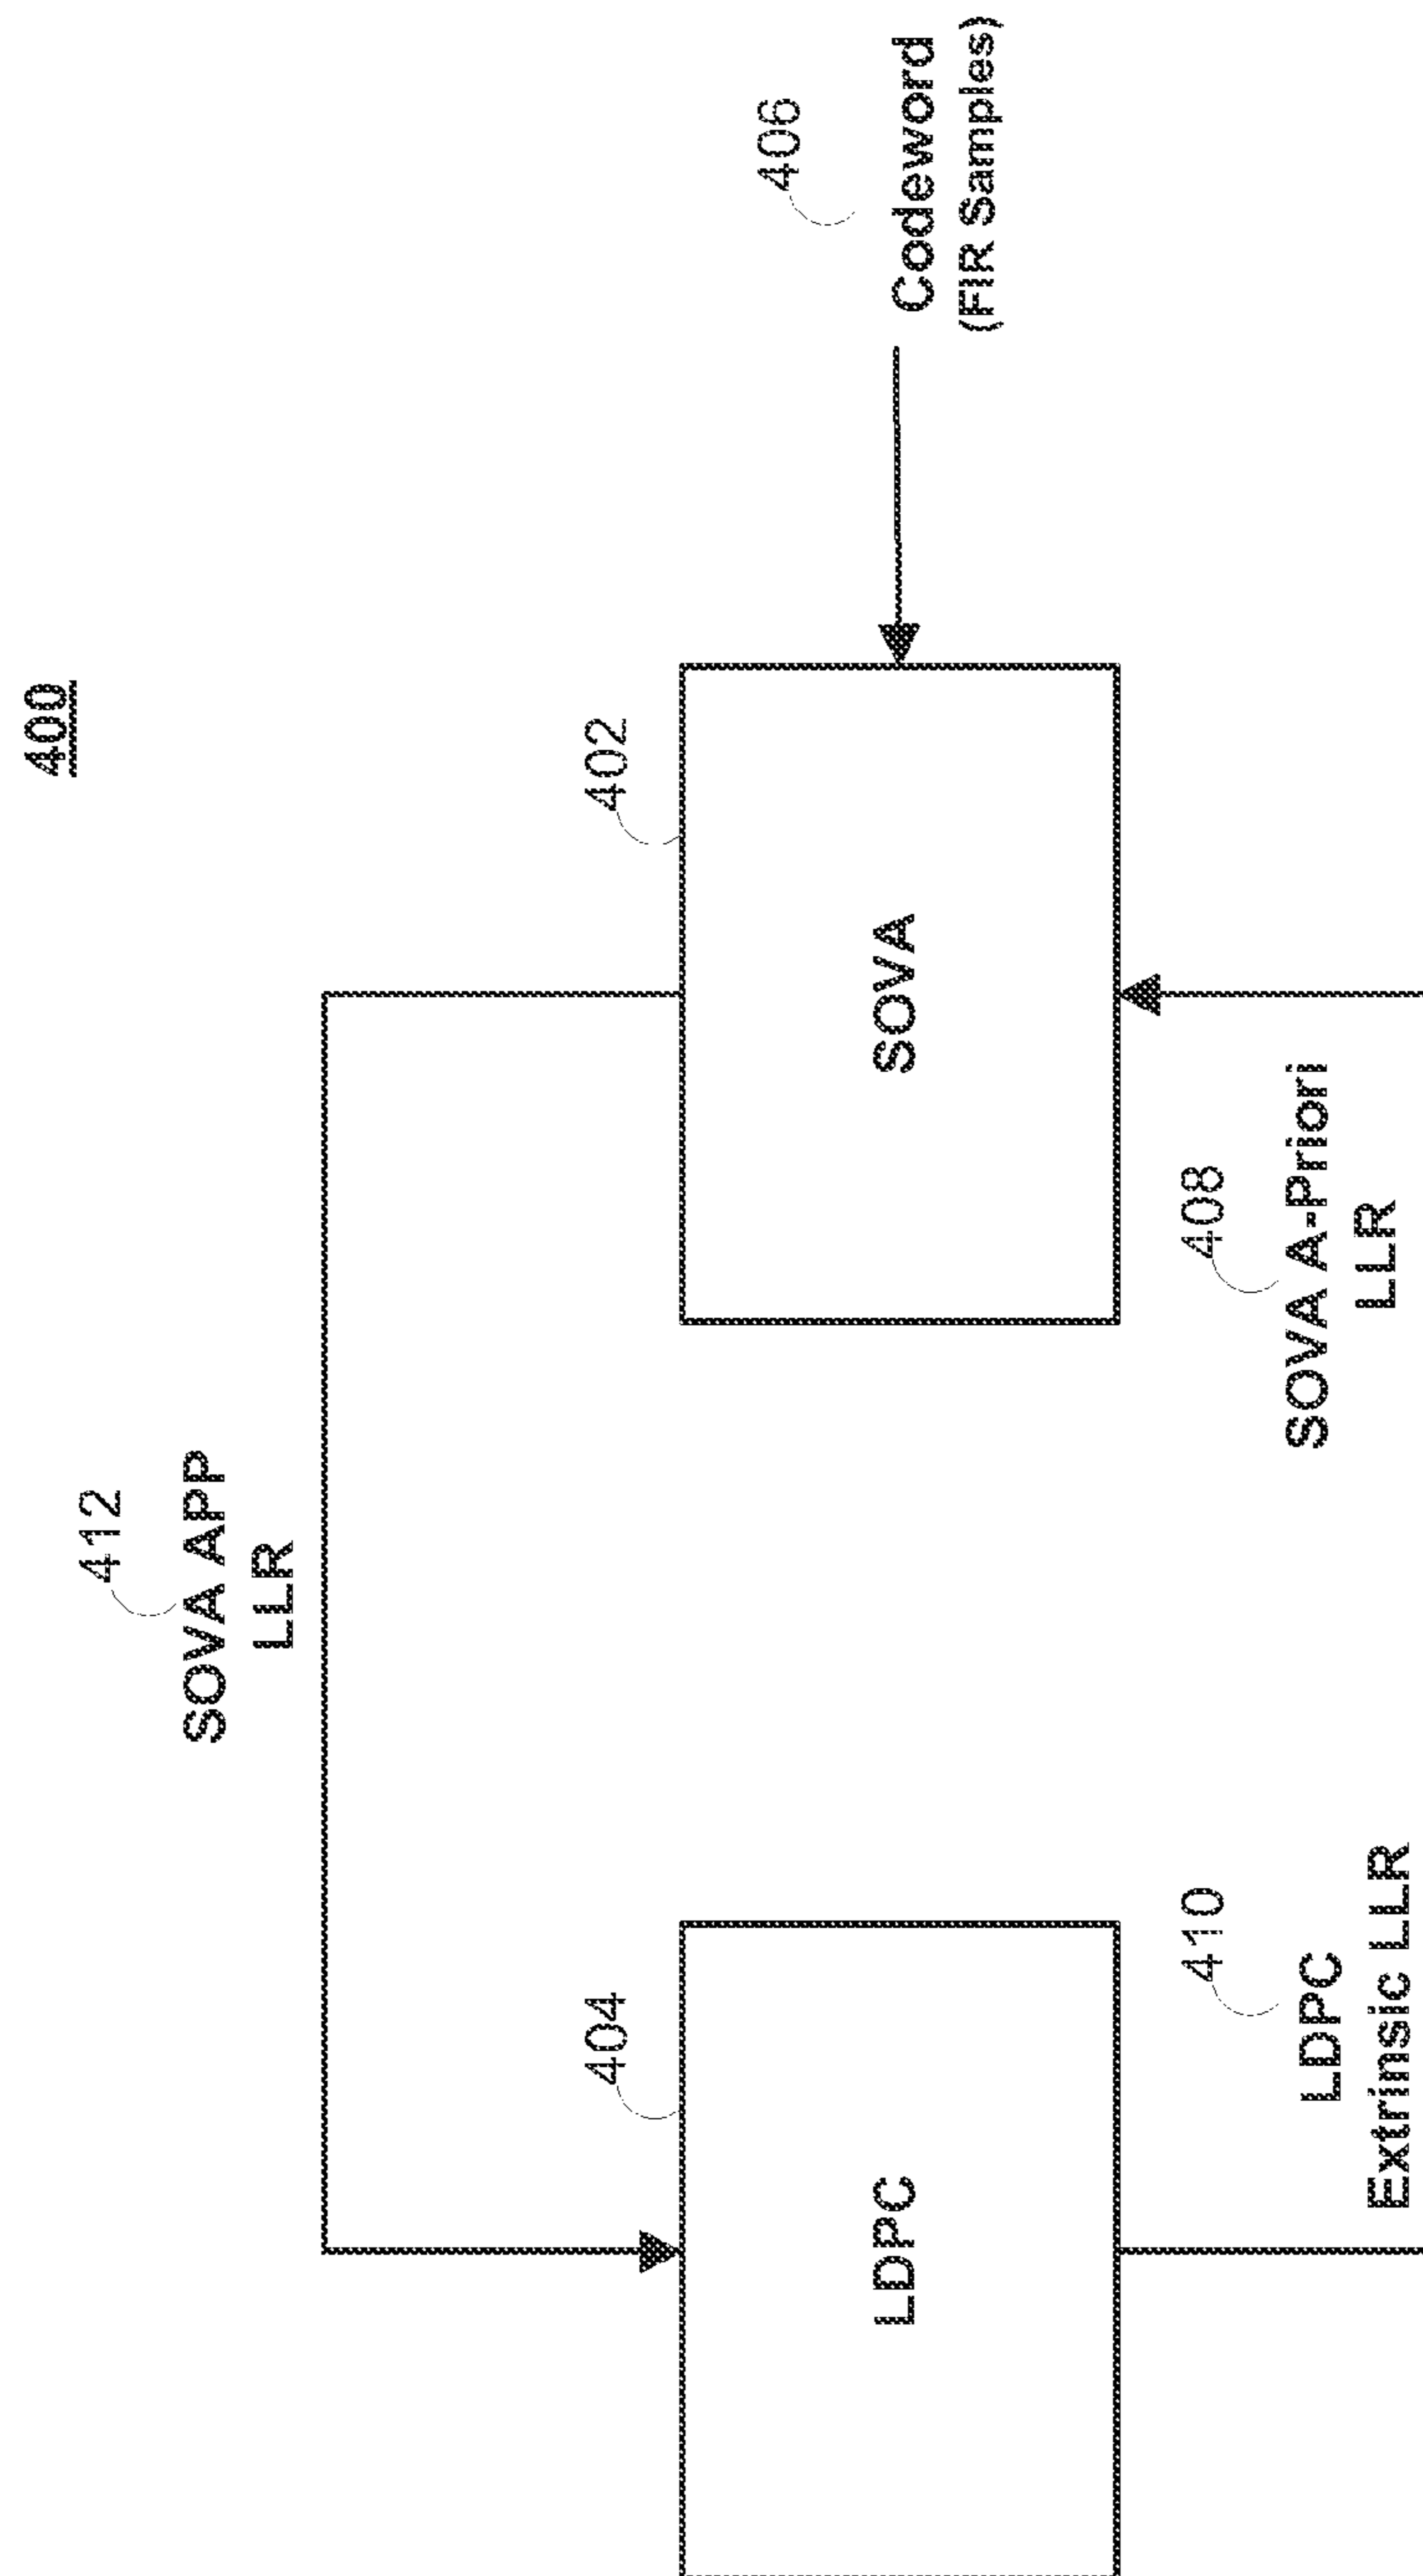 400
412
SOVA APP
LLR
404
LDPC
402
SOVA
406
Codeword
(FIR Samples)
410
LDPC
Extrinsic LLR
408
SOVA A-Priori
LLR